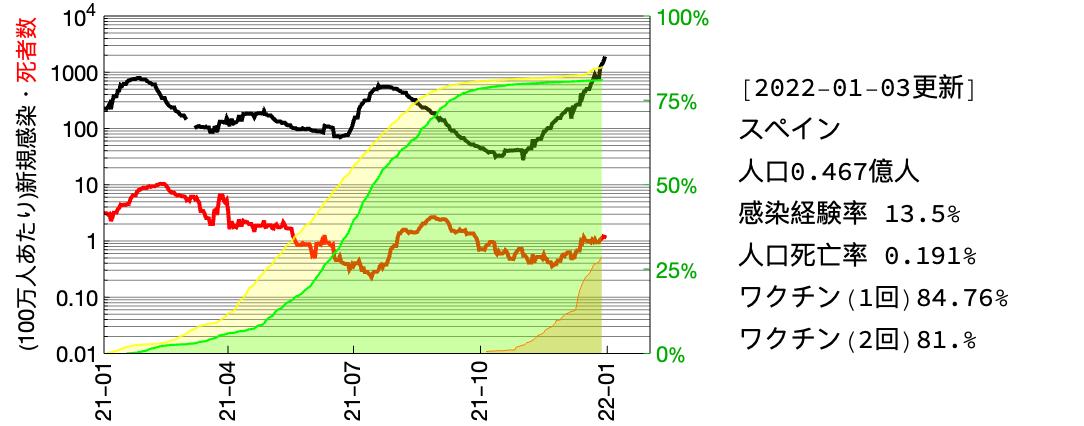 (100万人あたり)新規感染・死者数
10^4
1000
100
10
1
0.10
0.01
100%
75%
50%
25%
0%
21-01
21-04
21-07
21-10
22-01
[2022-01-03更新]
スペイン
人口0.467億人
感染経験率 13.5%
人口死亡率 0.191%
ワクチン(1回)84.76%
ワクチン(2回)81.%